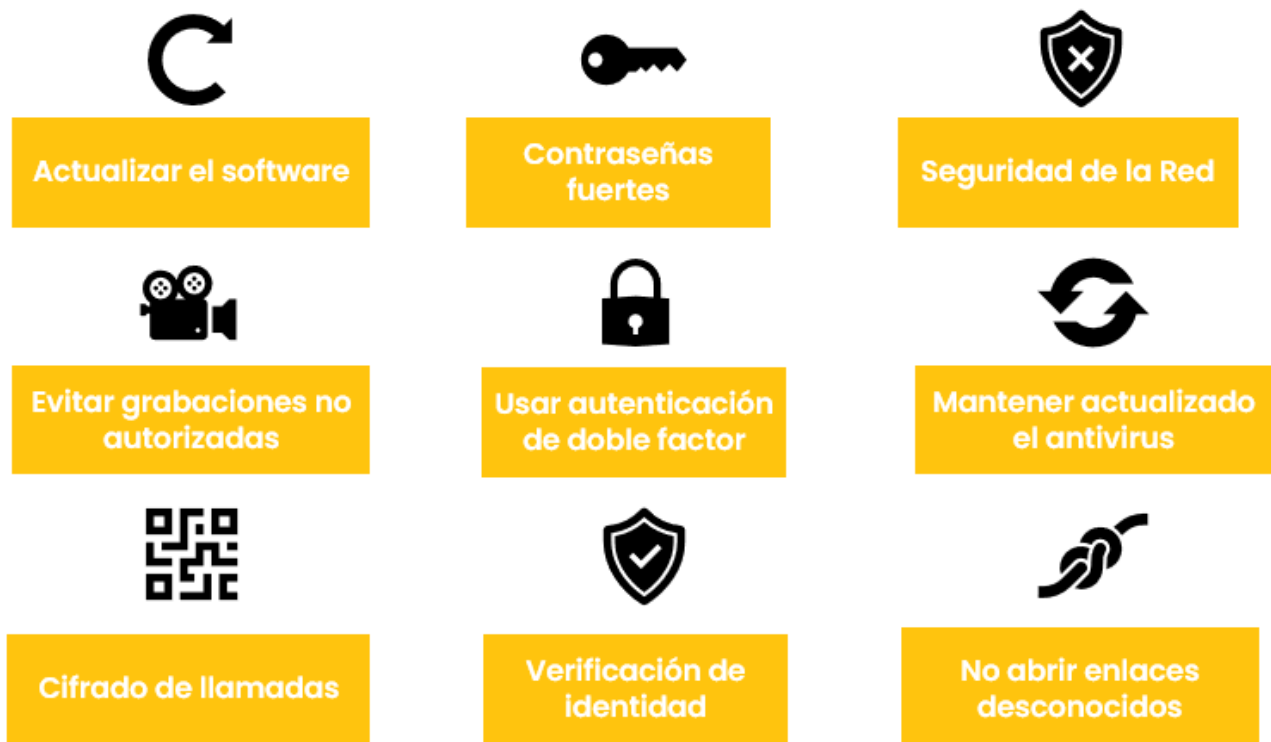 Actualizar el software
Contraseñas
fuertes
Seguridad de la Red
Evitar grabaciones no
autorizadas
Usar autenticación
de doble factor
Mantener actualizado
el antivirus
Cifrado de llamadas
Verificación de
identidad
No abrir enlaces
desconocidos